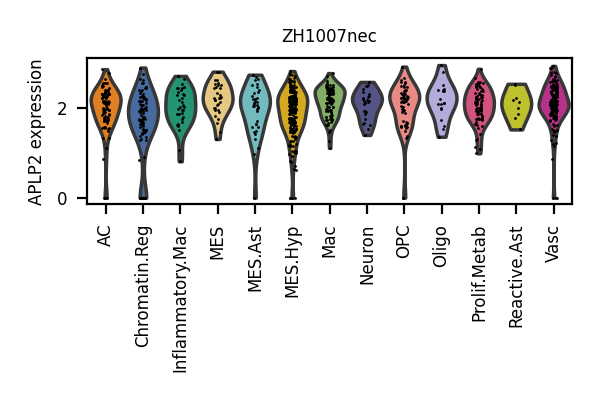 ZH1007nec
APLP2 expression
2
0
AC
Chromatin.Reg
Inflammatory.Mac
MES
MES.Ast
MES.Hyp
Mac
Neuron
OPC
Oligo
Prolif.Metab
Reactive.Ast
Vasc